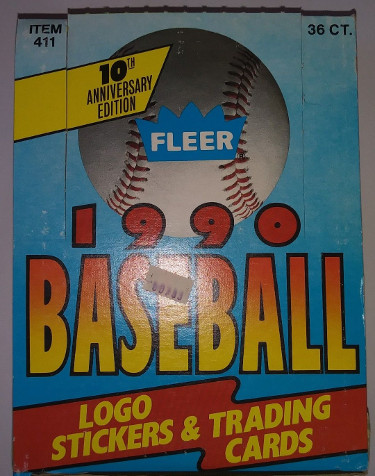 ITEM
411
36 CT.
10TH
ANNIVERSARY
EDITION
FLEER
1990
BASEBALL
LOGO
STICKERS & TRADING
CARDS